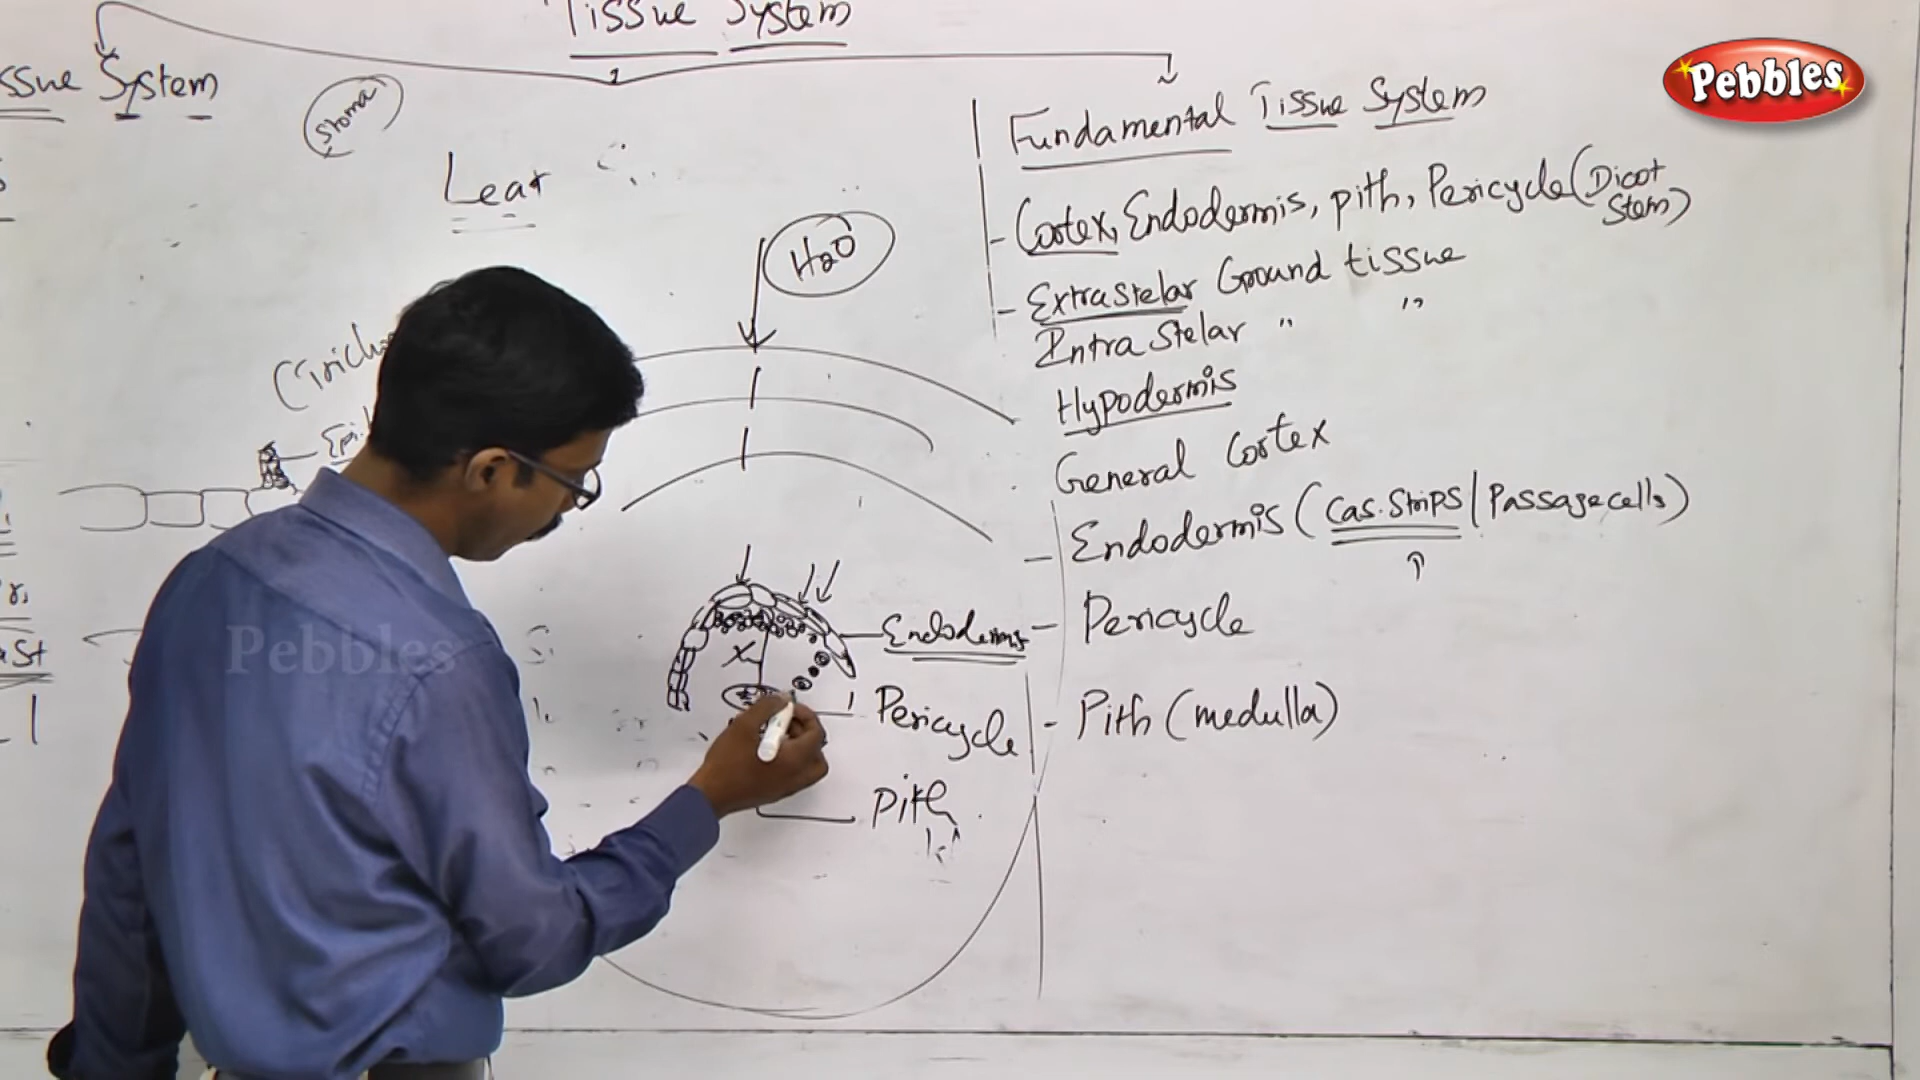 Tissue System
ssue System
Stoma
Leaf
H2O
Epi
Endodermis
Pericycle
Pith
X
Fundamental Tissue System
- Cortex, Endodermis, pith, Pericycle (Dicot
Stem)
- Extrastelar Ground tissue
Intra Stelar " "
Hypodermis
General Cortex
- Endodermis (Cas. Strips | Passage cells)
- Pericycle
- Pith (medulla)
Pebbles
Pebbles